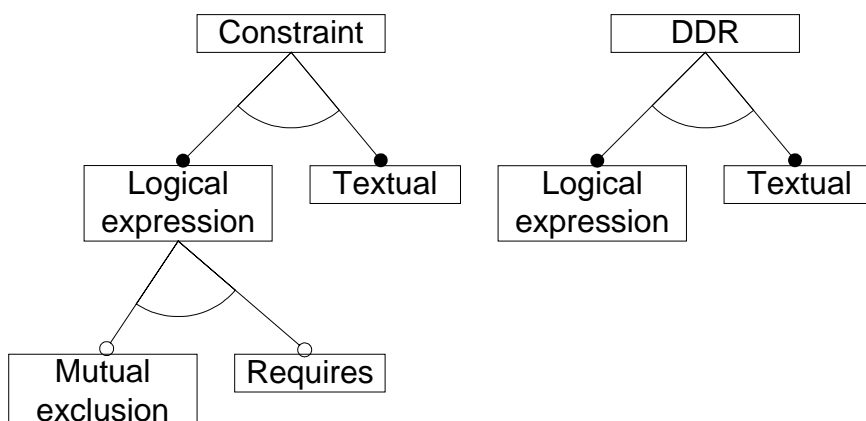 Constraint
DDR
Logical
expression
Textual
Logical
expression
Textual
Mutual
exclusion
Requires